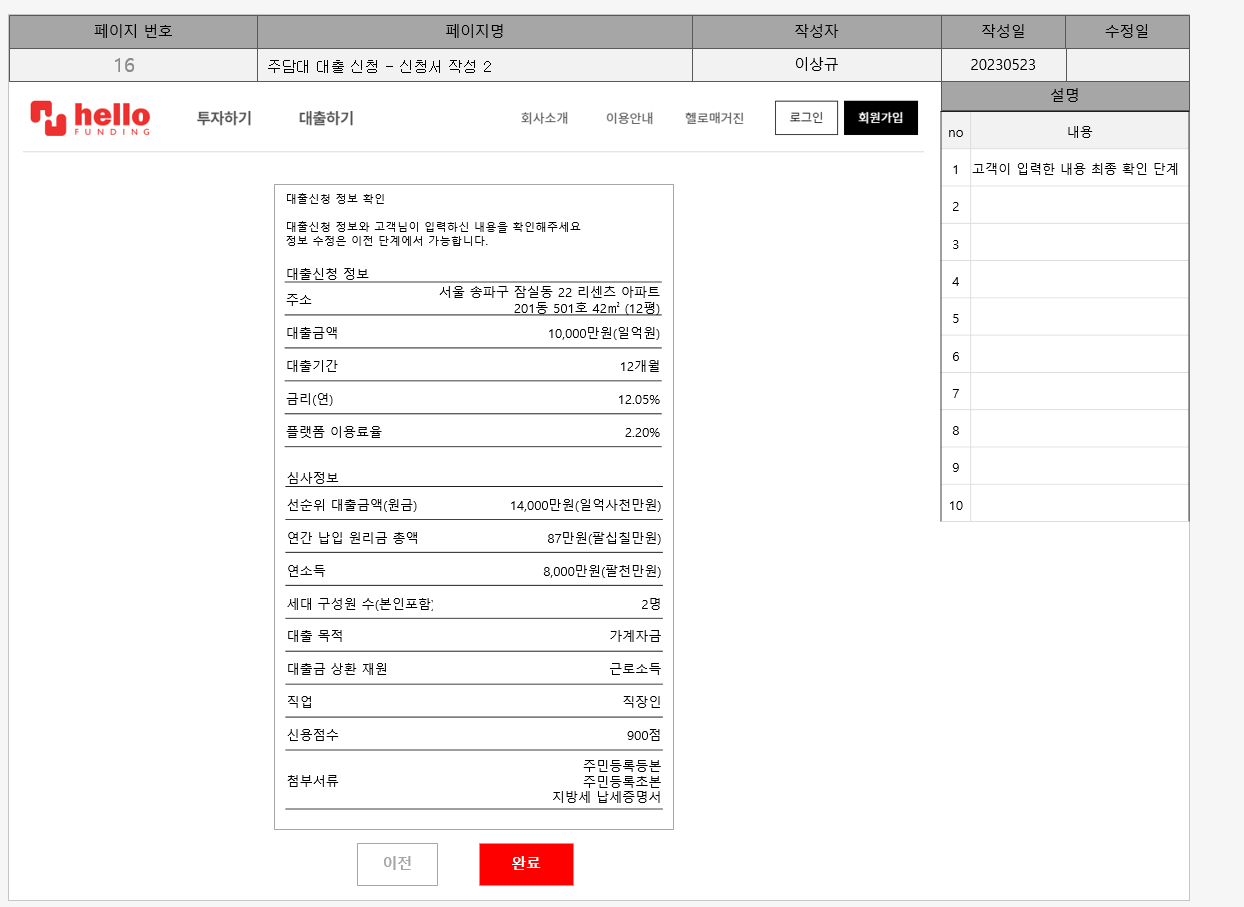 페이지 번호 페이지명 작성자 작성일 수정일
16 주담대 대출 신청 - 신청서 작성 2 이상규 20230523
hello
FUNDING
투자하기 대출하기 회사소개 이용안내 헬로매거진 로그인 회원가입
설명
no 내용
1 고객이 입력한 내용 최종 확인 단계
2
3
4
5
6
7
8
9
10
대출신청 정보 확인
대출신청 정보와 고객님이 입력하신 내용을 확인해주세요
정보 수정은 이전 단계에서 가능합니다.
대출신청 정보
주소 서울 송파구 잠실동 22 리센츠 아파트
201동 501호 42㎡ (12평)
대출금액 10,000만원(일억원)
대출기간 12개월
금리(연) 12.05%
플랫폼 이용료율 2.20%
심사정보
선순위 대출금액(원금) 14,000만원(일억사천만원)
연간 납입 원리금 총액 87만원(팔십칠만원)
연소득 8,000만원(팔천만원)
세대 구성원 수(본인포함)
2명
대출 목적 가계자금
대출금 상환 재원 근로소득
직업 직장인
신용점수 900점
첨부서류 주민등록등본
주민등록초본
지방세 납세증명서
이전 완료